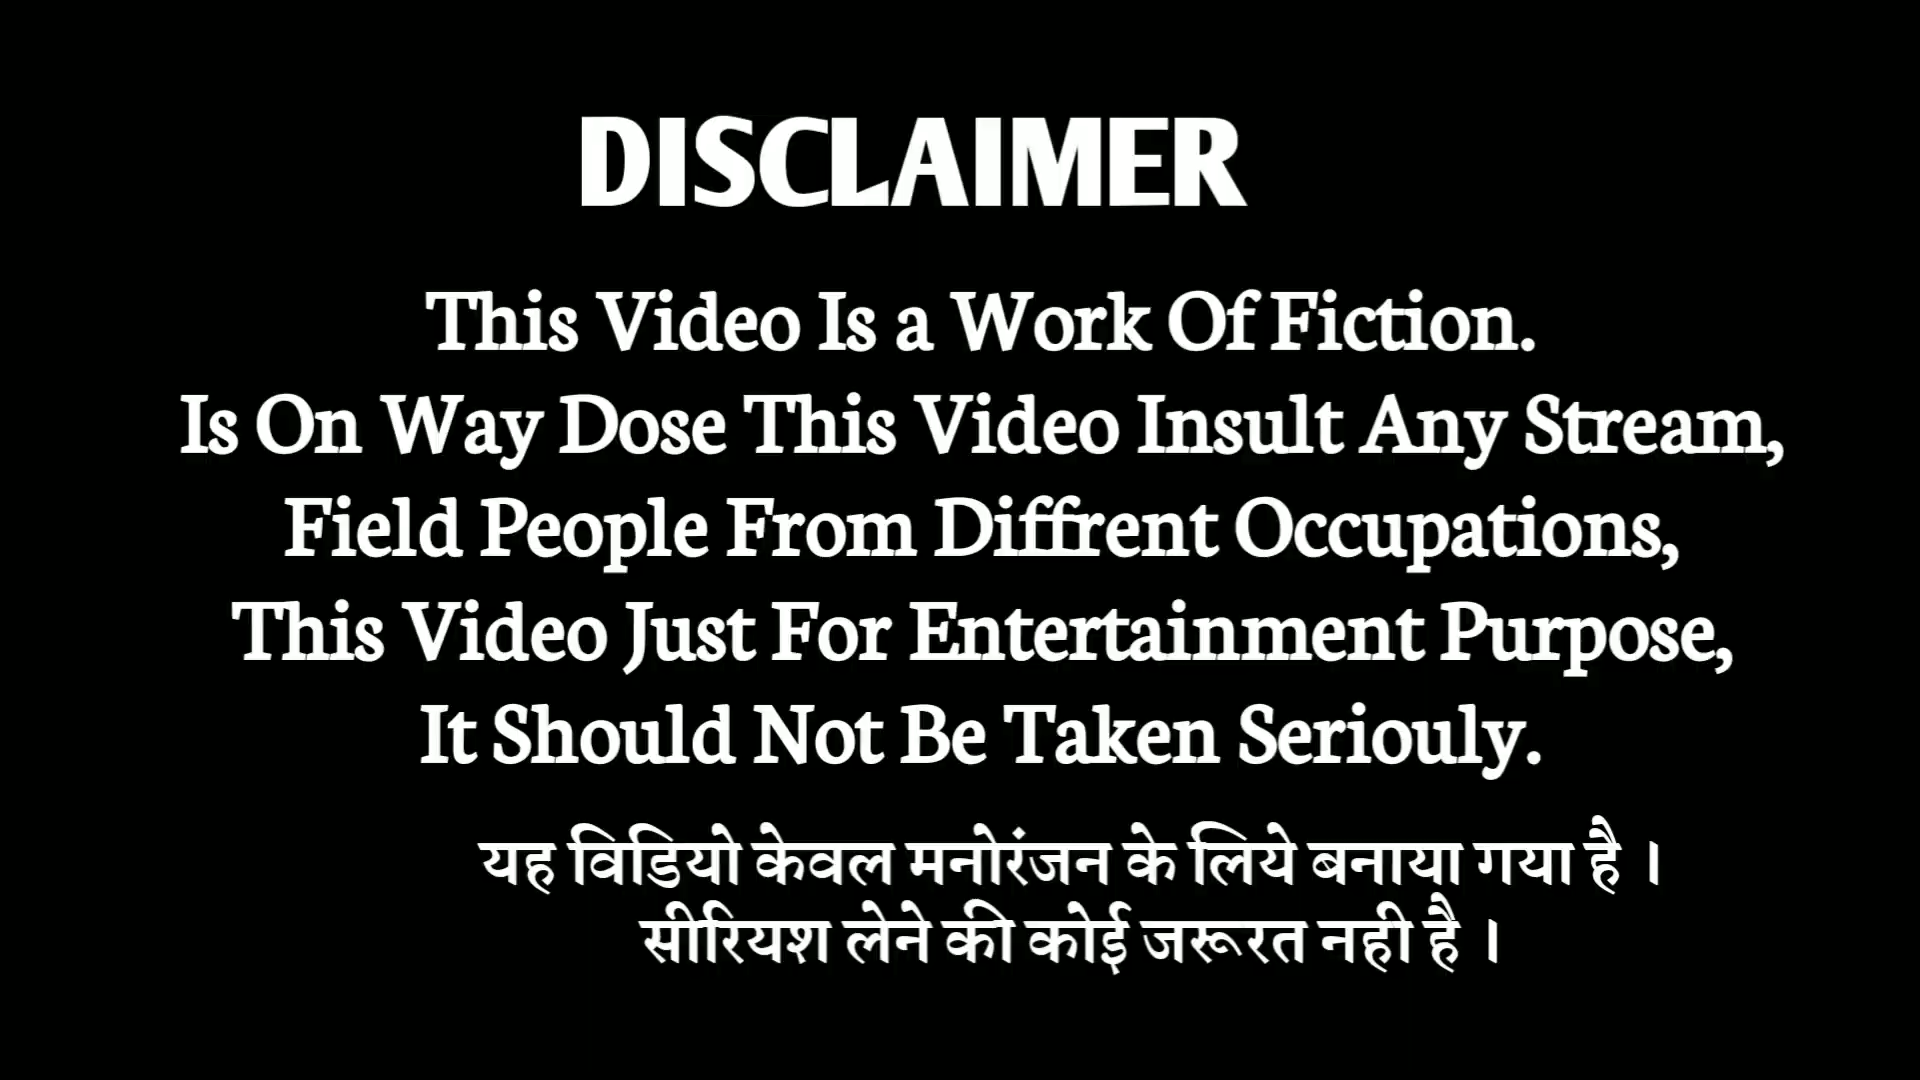 DISCLAIMER
This Video Is a Work Of Fiction.
Is On Way Dose This Video Insult Any Stream,
Field People From Diffrent Occupations,
This Video Just For Entertainment Purpose,
It Should Not Be Taken Seriouly.
यह विडियो केवल मनोरंजन के लिये बनाया गया है ।
सीरियश लेने की कोई जरूरत नही है ।